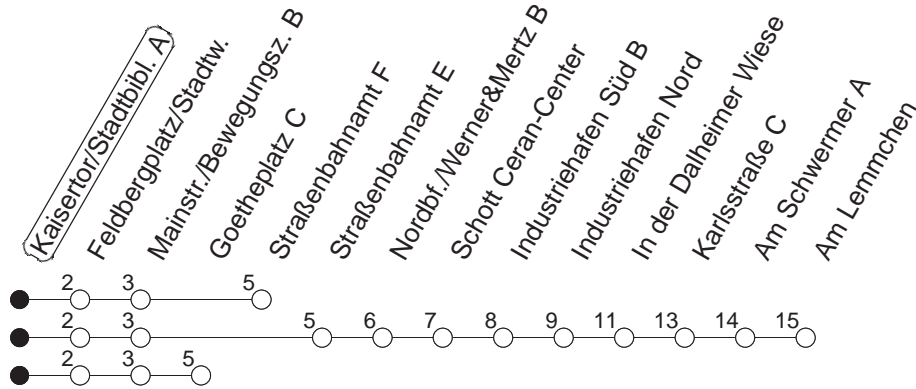 Kaisertor/Stadtbibl. A
Feldbergplatz/Stadtw.
Mainstr./Bewegungsz. B
Goetheplatz C
Straßenbahnamt F
Straßenbahnamt E
Nordbf./Werner&Mertz B
Schott Ceran-Center
Industriehafen Süd B
Industriehafen Nord
In der Dalheimer Wiese
Karlsstraße C
Am Schwermer A
Am Lemmchen
2 3 5
2 3 5 6 7 8 9 11 13 14 15
2 3 5